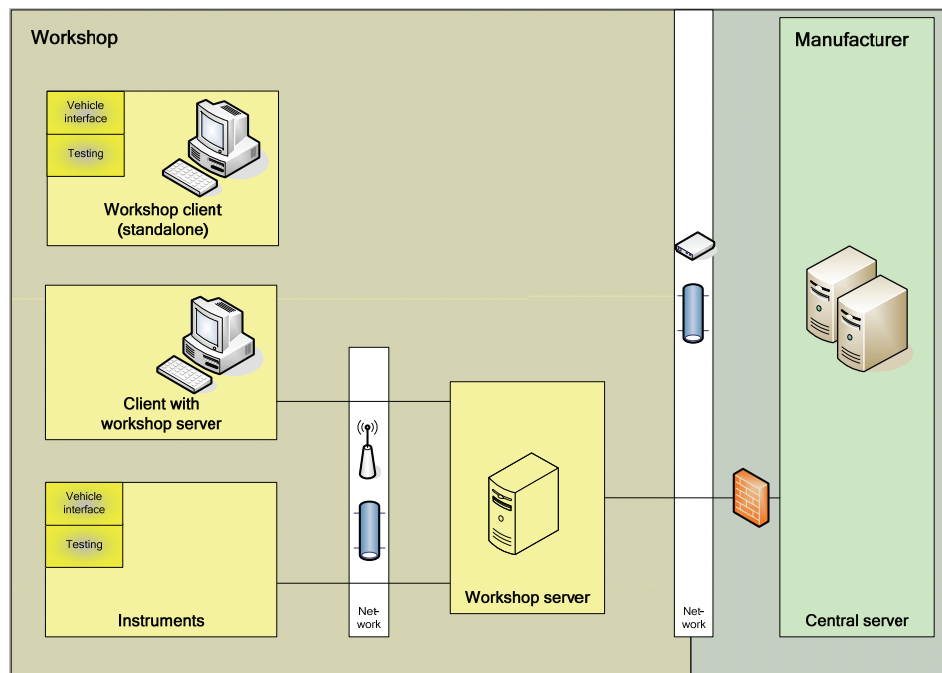 Workshop
Manufacturer
Vehicle
interface
Testing
Workshop client
(standalone)
Client with
workshop server
Vehicle
interface
Testing
Instruments
Net-
work
Workshop server
Net-
work
Central server